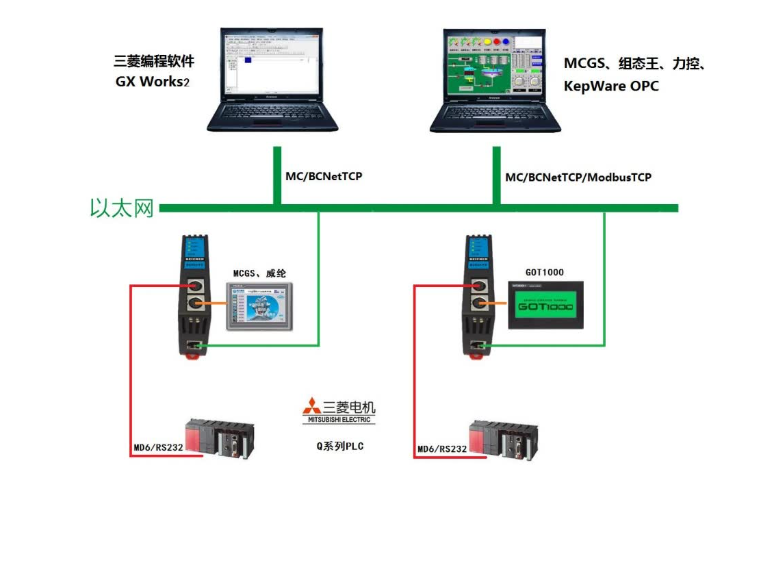 三菱编程软件
GX Works2
MCGS、组态王、力控、
KepWare OPC
MC/BCNetTCP
MC/BCNetTCP/ModbusTCP
以太网
MCGS、威纶
GOT1000
GOT1000
三菱电机
MITSUBISHI ELECTRIC
Q系列PLC
MD6/RS232
MD6/RS232